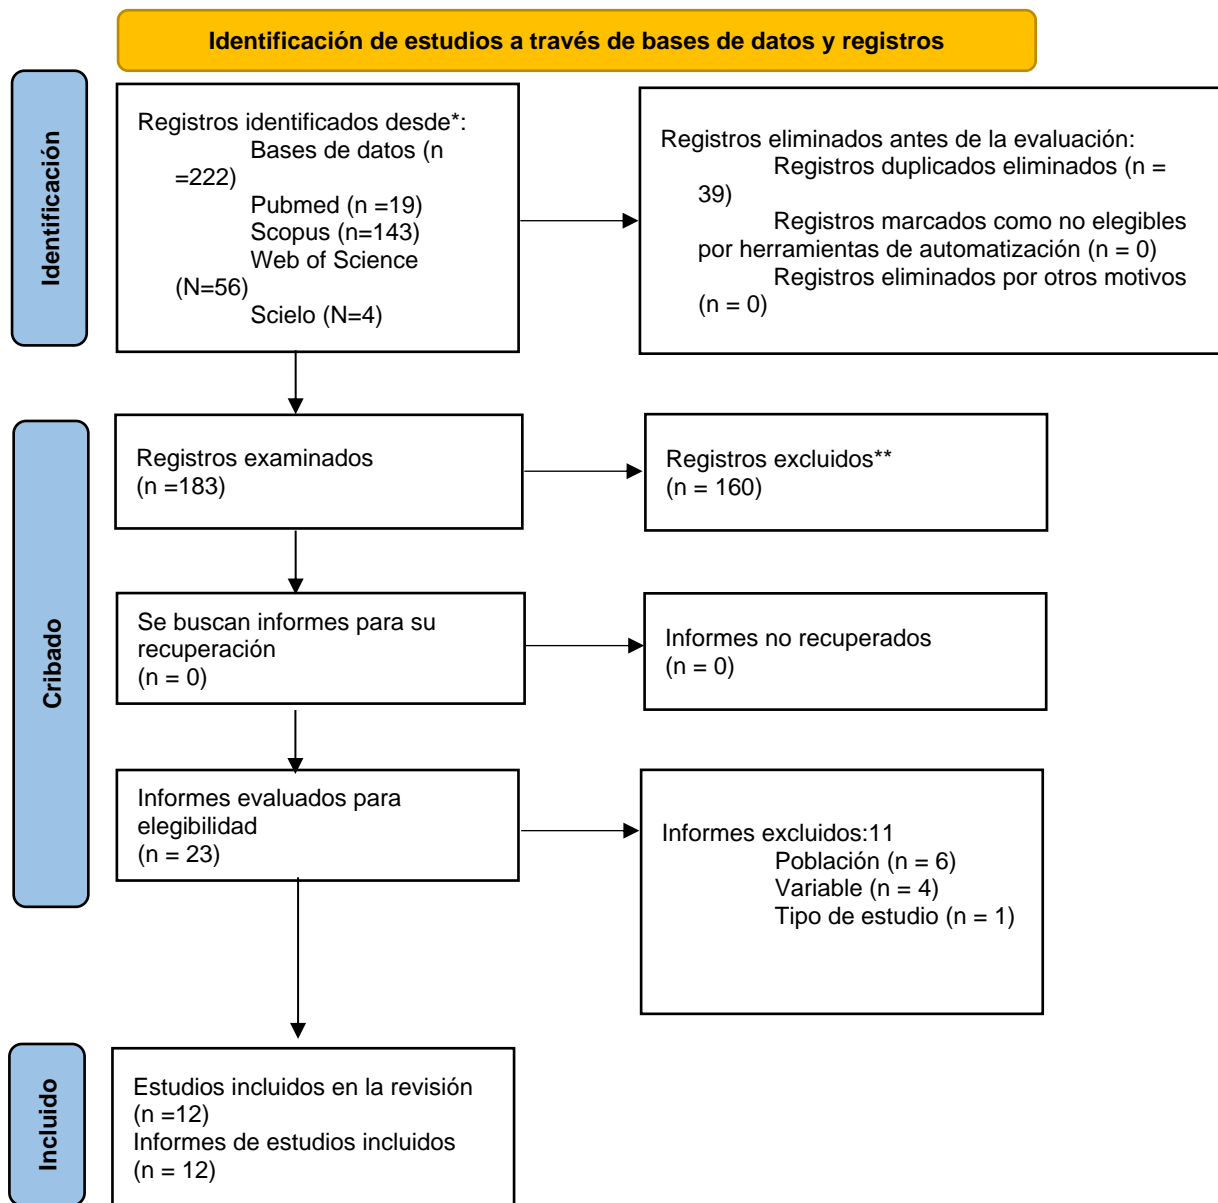 Identificación de estudios a través de bases de datos y registros
Identificación
Registros identificados desde*:
Bases de datos (n
=222)
Pubmed (n =19)
Scopus (n=143)
Web of Science
(N=56)
Scielo (N=4)
Registros eliminados antes de la evaluación:
Registros duplicados eliminados (n =
39)
Registros marcados como no elegibles
por herramientas de automatización (n = 0)
Registros eliminados por otros motivos
(n = 0)
Cribado
Registros examinados
(n =183)
Registros excluidos**
(n = 160)
Se buscan informes para su
recuperación
(n = 0)
Informes no recuperados
(n = 0)
Informes evaluados para
elegibilidad
(n = 23)
Informes excluidos:11
Población (n = 6)
Variable (n = 4)
Tipo de estudio (n = 1)
Incluido
Estudios incluidos en la revisión
(n =12)
Informes de estudios incluidos
(n = 12)